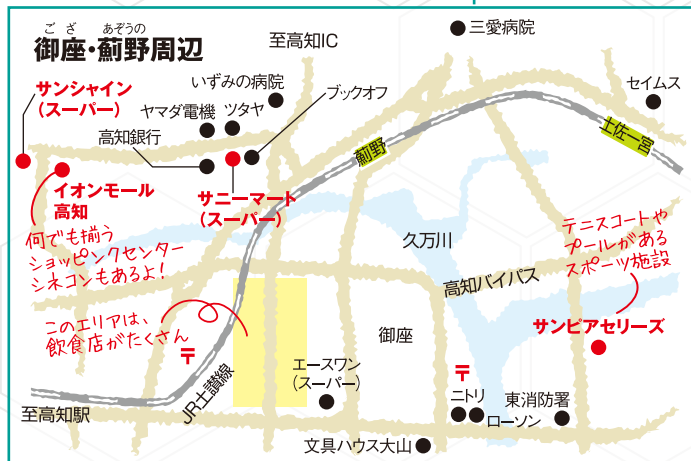 ござ あぞうの
御座・薊野周辺
至高知IC
三愛病院
サンシャイン
(スーパー)
いずみの病院
ブックオフ
セイムス
ヤマダ電機
ツタヤ
高知銀行
薊野
土佐一宮
イオンモール
高知
サニーマート
(スーパー)
何でも揃う
ショッピングセンター
シネコンもあるよ!
久万川
テニスコートや
プールがある
スポーツ施設
高知バイパス
サンピアセリーズ
このエリアは、
飲食店がたくさん
〒
御座
エースワン
(スーパー)
〒
JR土讃線
ニトリ
ローソン
東消防署
至高知駅
文具ハウス大山